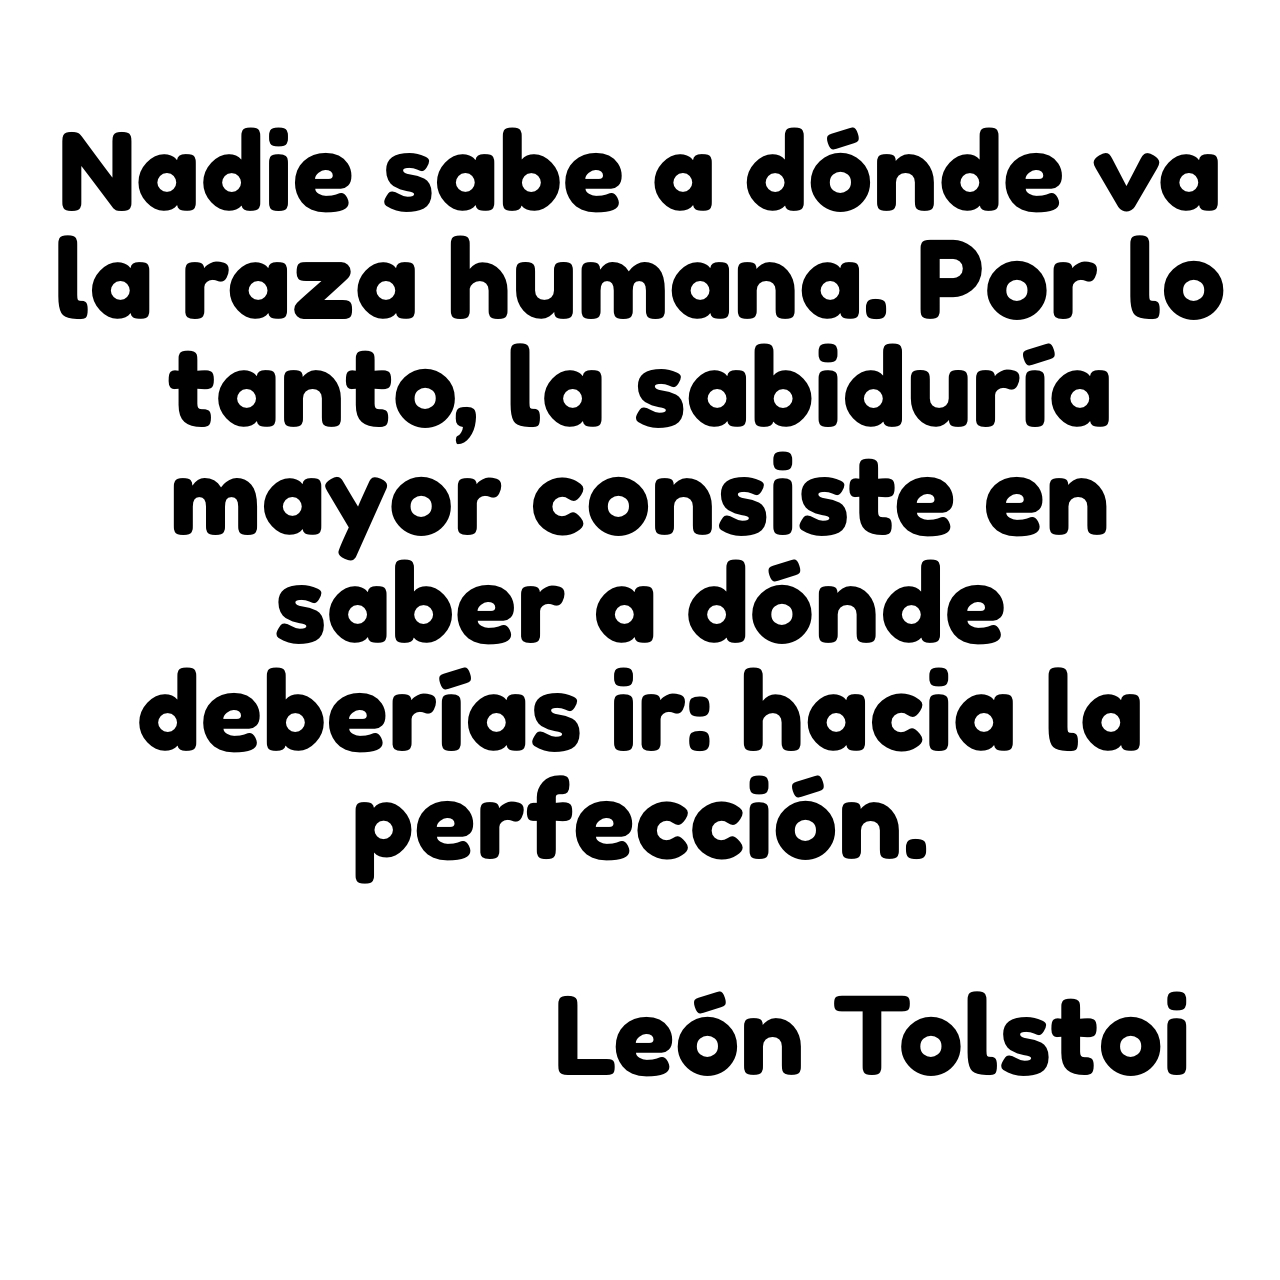 Nadie sabe a dónde va
la raza humana. Por lo
tanto, la sabiduría
mayor consiste en
saber a dónde
deberías ir: hacia la
perfección.
León Tolstoi